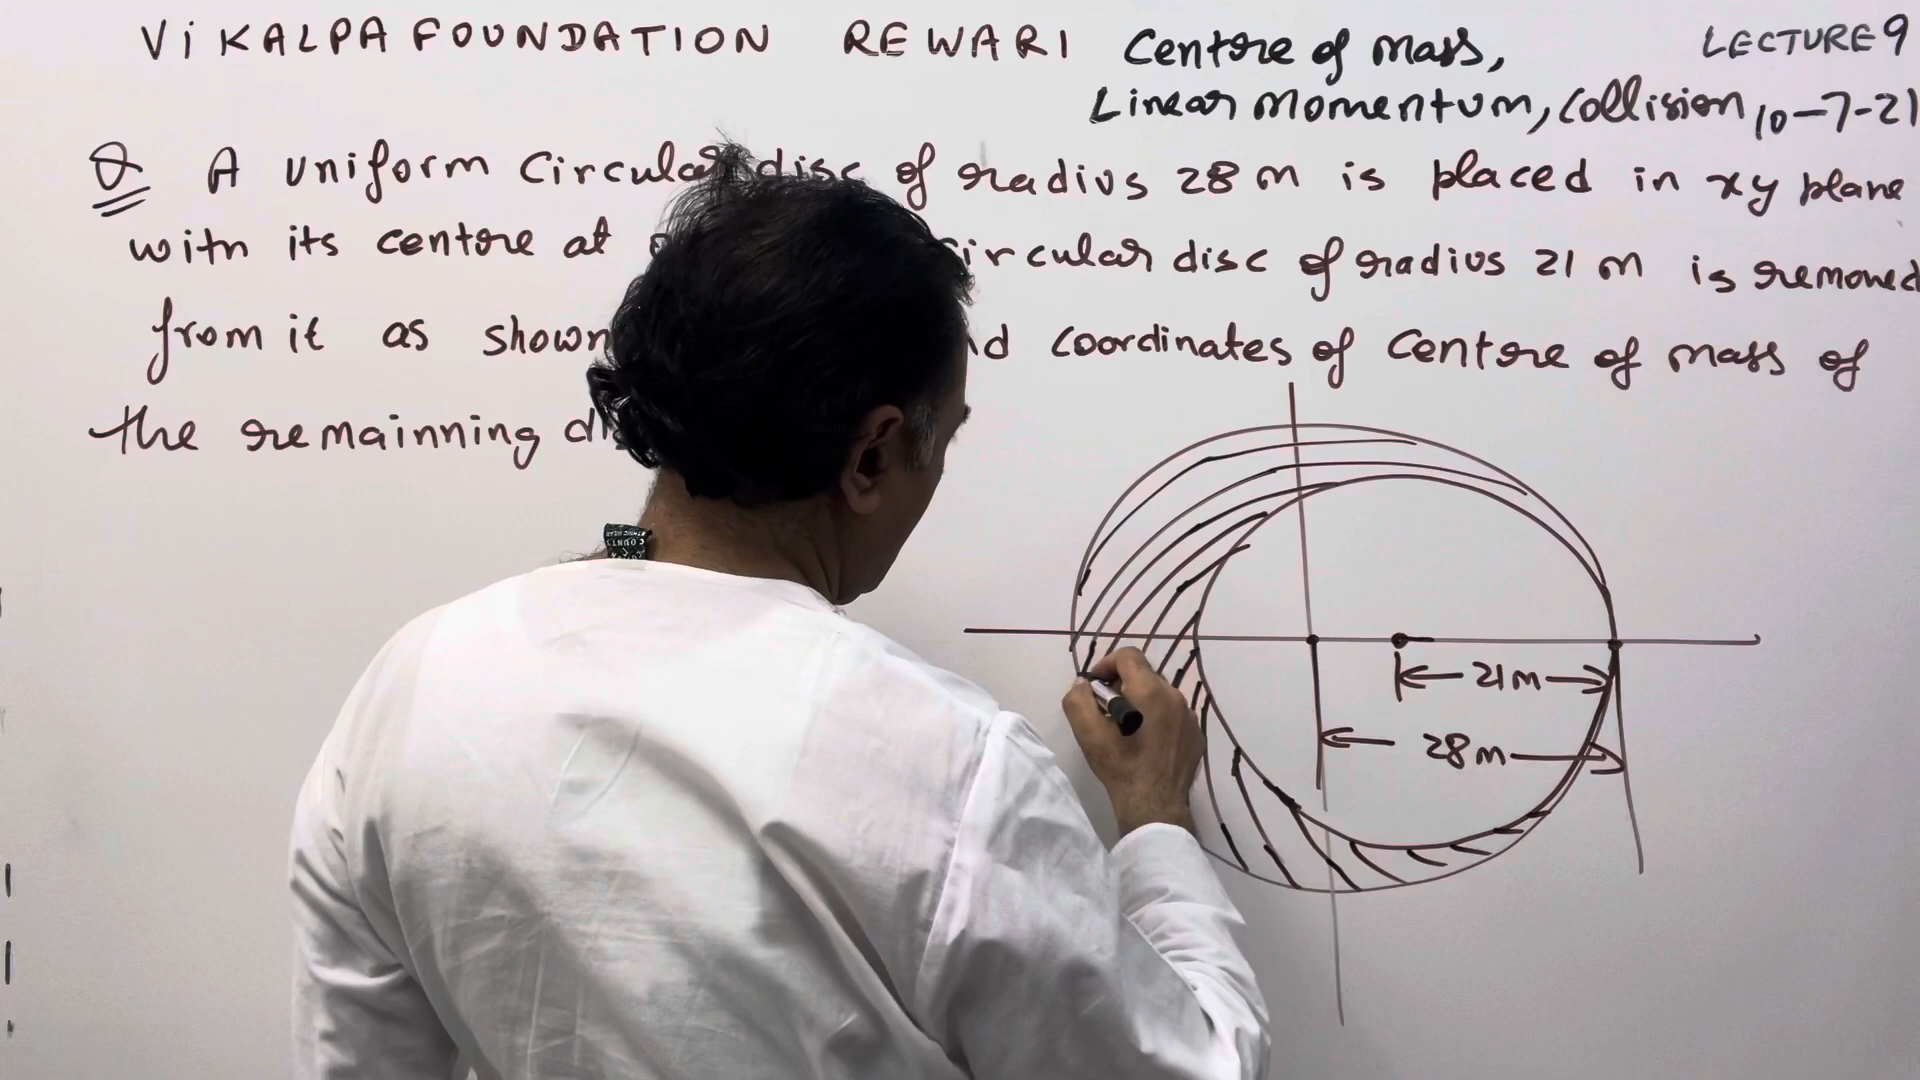 ViKALPA FOUNDATION REWARI Centre of mass, LECTURE 9
Linear Momentum, Collision 10-7-21
Q A uniform Circular disc of radius 28 m is placed in xy plane
with its centre at circular disc of radius 21 m is removed
from it as shown coordinates of Centre of mass of
the remainning
21m
28m
COUNTS